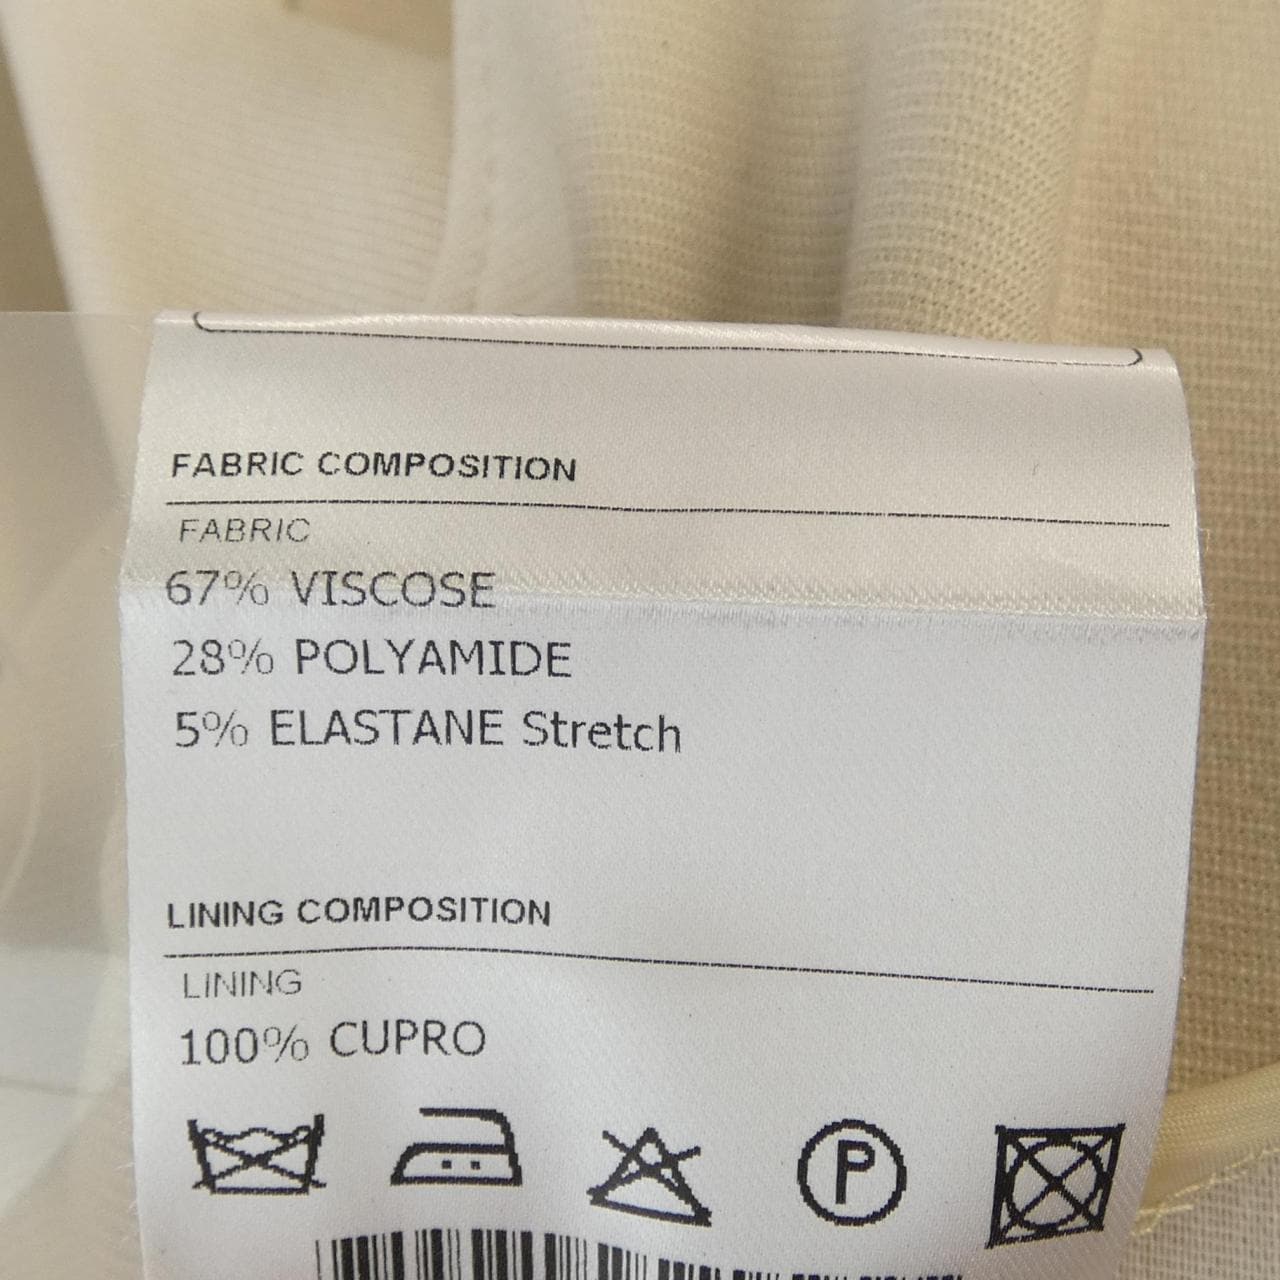 FABRIC COMPOSITION
FABRIC
67% VISCOSE
28% POLYAMIDE
5% ELASTANE Stretch
LINING COMPOSITION
LINING
100% CUPRO
P